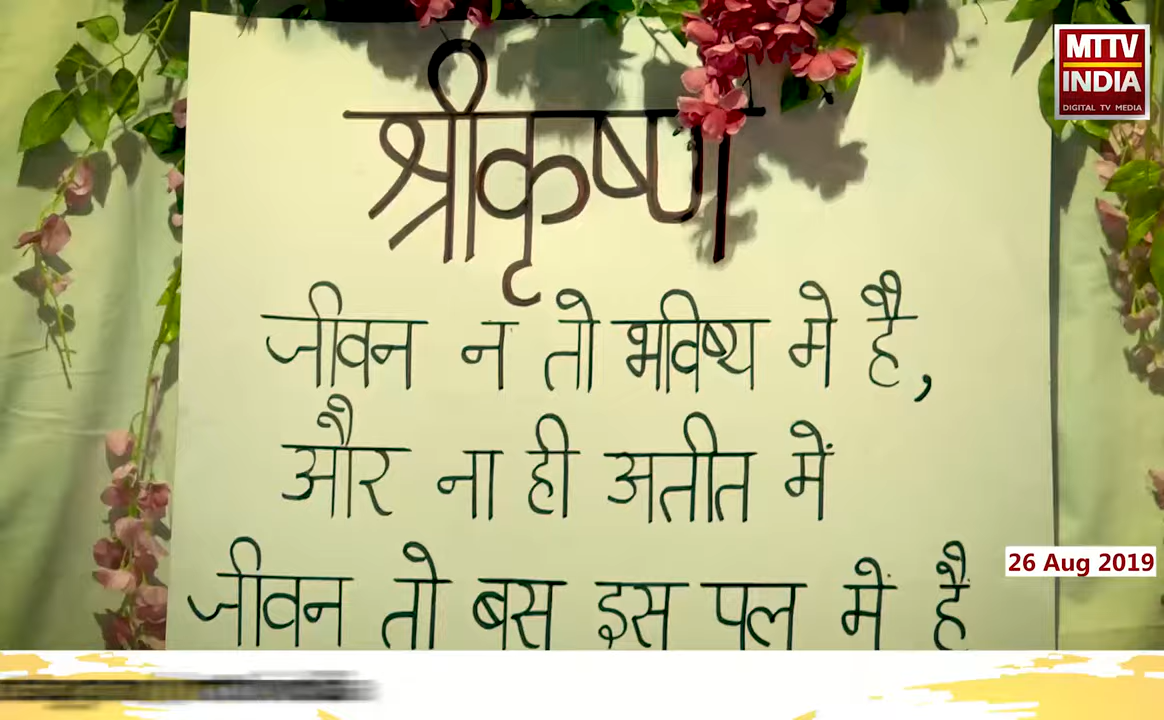 MTTV
INDIA
DIGITAL TV MEDIA
श्रीकृष्ण
जीवन न तो भविष्य मे है,
और ना ही अतीत में
जीवन तो बस इस पल में है
26 Aug 2019